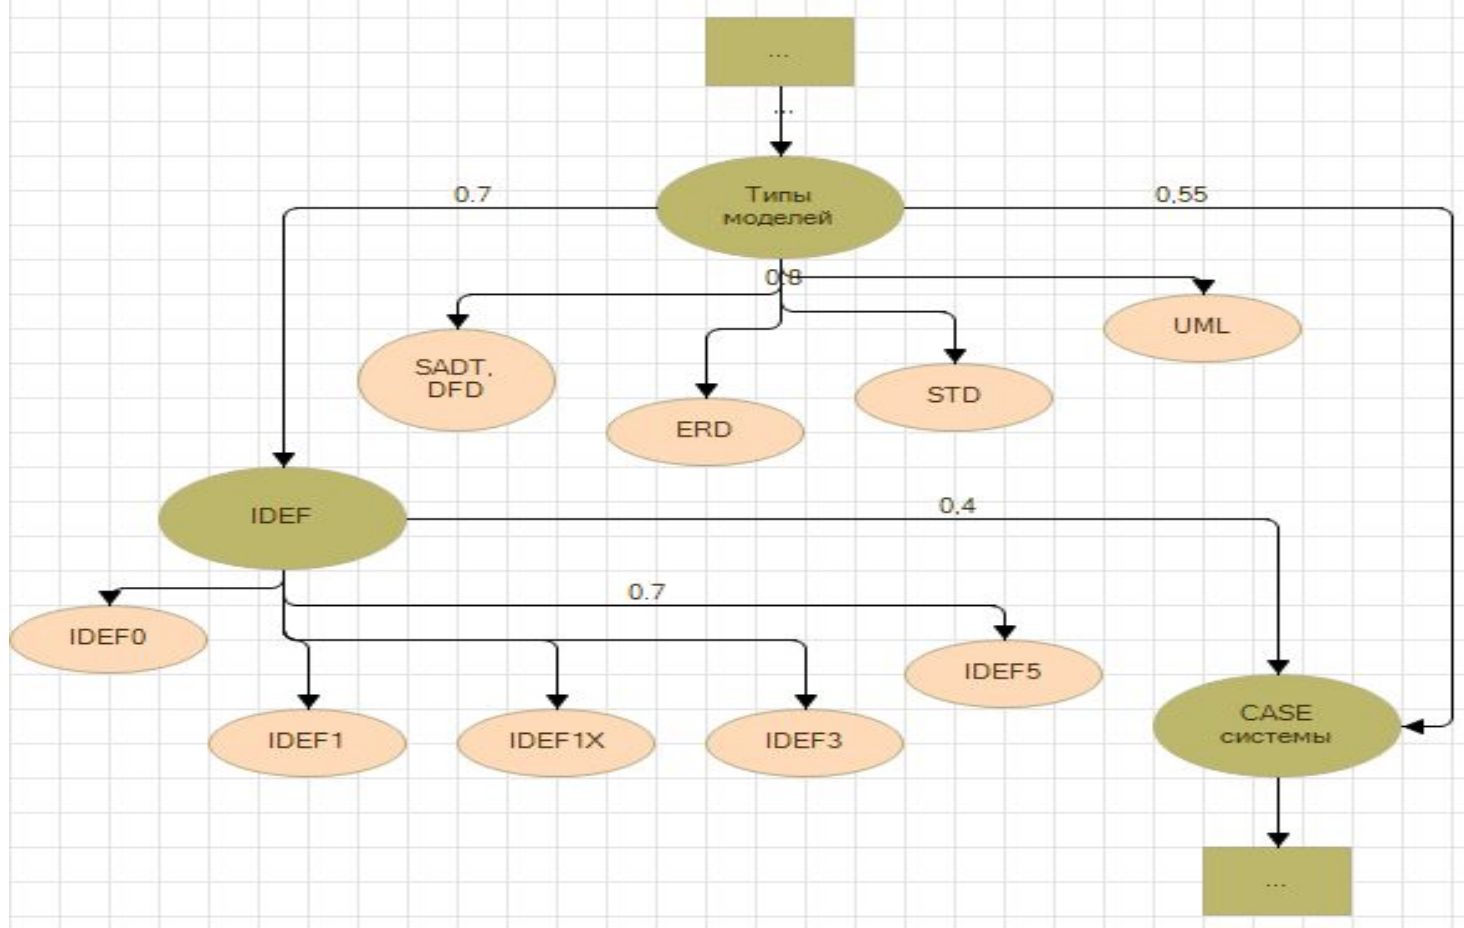 ...
...
Типы
моделей
0.7
0,55
0.8
UML
SADT,
DFD
STD
ERD
IDEF
0,4
0.7
IDEF0
IDEF5
IDEF1
IDEF1X
IDEF3
CASE
системы
...